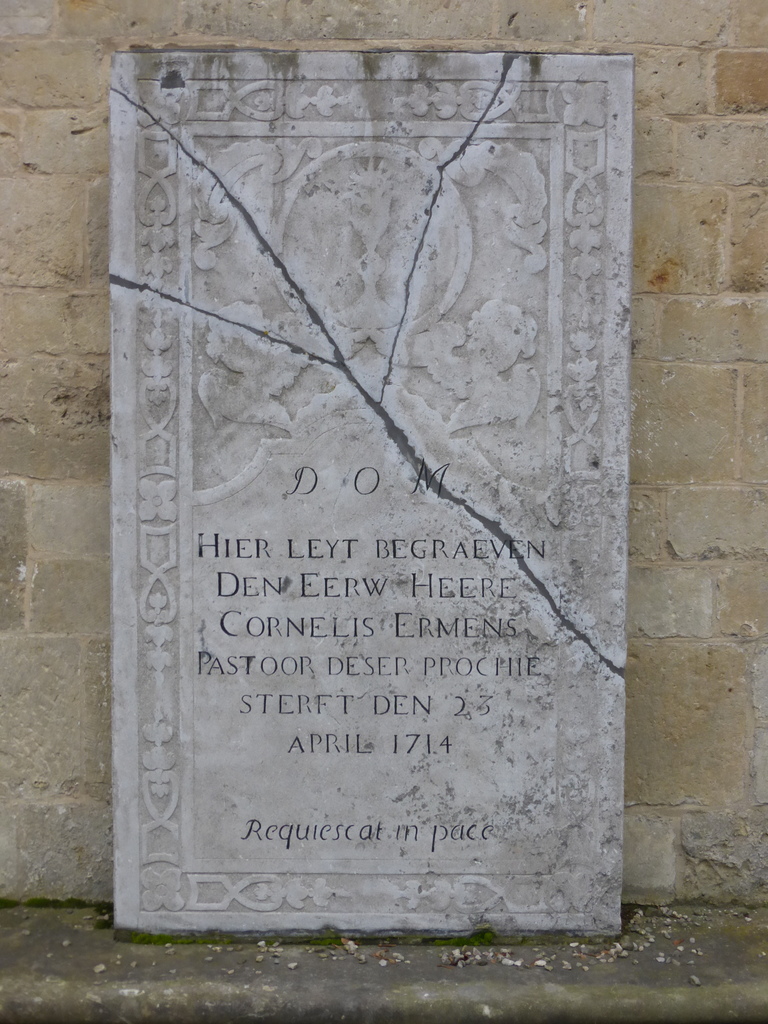 D O M
HIER LEYT BEGRAEVEN
DEN EERW HEERE
CORNELIS ERMENS
PASTOOR DESER PROCHIE
STERFT DEN 23
APRIL 1714
Requiescat in pace